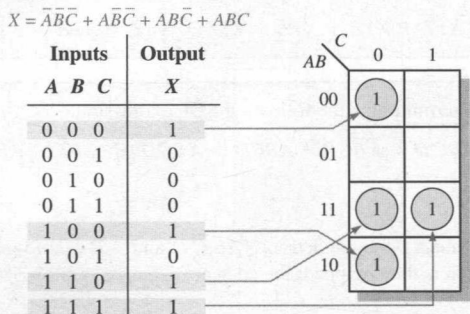 X = A̅B̅C̅ + AB̅C̅ + ABC̅ + ABC
Inputs Output
A B C X
0 0 0 1
0 0 1 0
0 1 0 0
0 1 1 0
1 0 0 1
1 0 1 0
1 1 0 1
1 1 1 1
C
AB 0 1
00 1
01
11 1 1
10 1